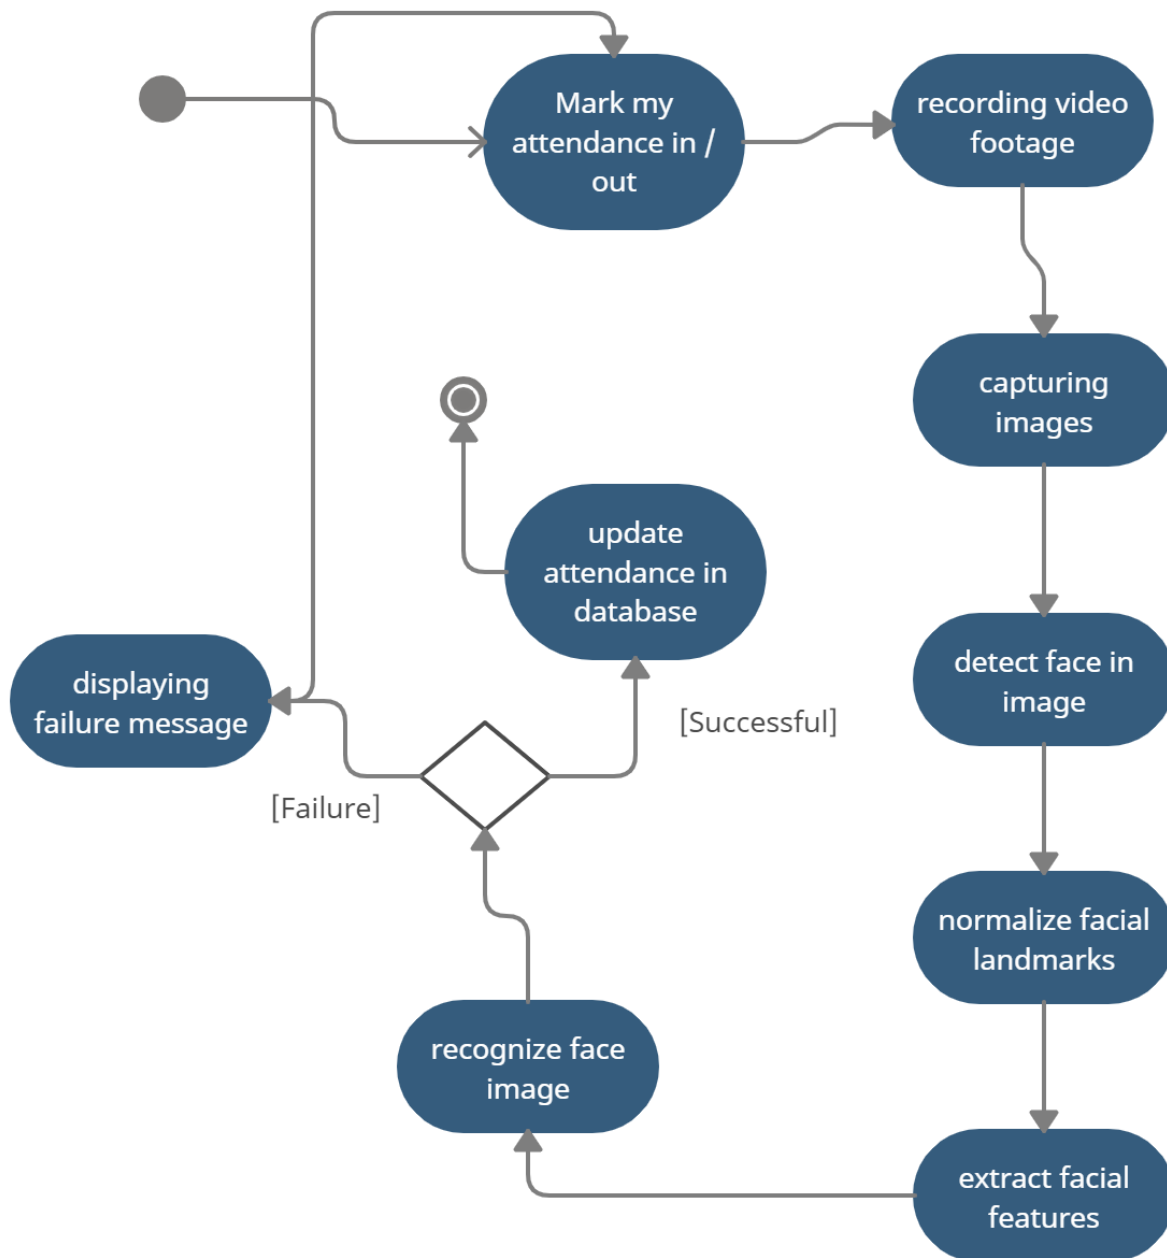 Mark my
attendance in /
out
recording video
footage
capturing
images
update
attendance in
database
detect face in
image
displaying
failure message
[Successful]
[Failure]
normalize facial
landmarks
recognize face
image
extract facial
features